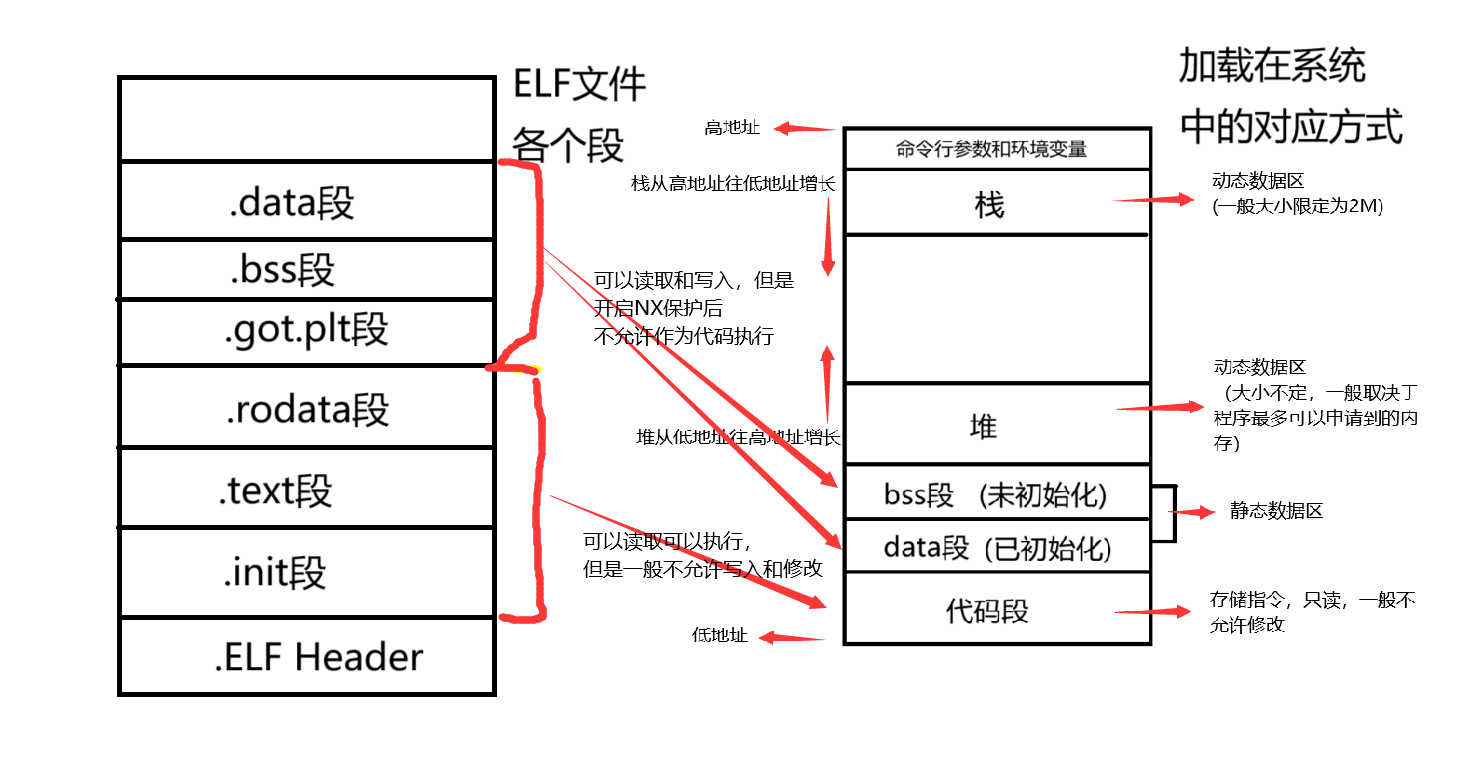 ELF文件
各个段
.data段
.bss段
.got.plt段
.rodata段
.text段
.init段
.ELF Header
加载在系统
中的对应方式
高地址
命令行参数和环境变量
栈从高地址往低地址增长
栈
动态数据区
(一般大小限定为2M)
可以读取和写入，但是
开启NX保护后
不允许作为代码执行
动态数据区
（大小不定，一般取决于
程序最多可以申请到的内
存）
堆从低地址往高地址增长
堆
bss段 (未初始化)
静态数据区
data段 (已初始化)
可以读取可以执行，
但是一般不允许写入和修改
代码段
存储指令，只读，一般不
允许修改
低地址